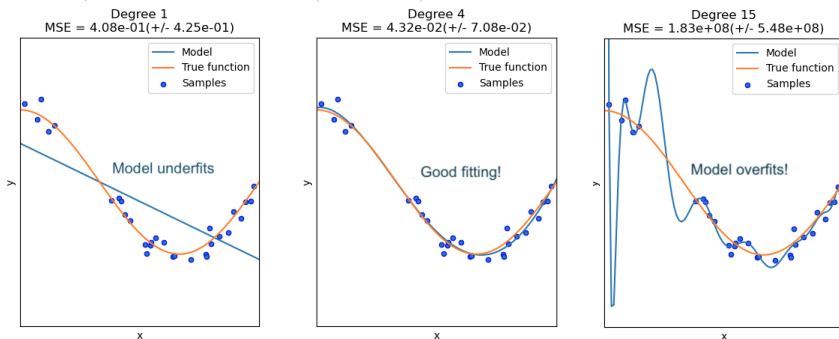 Degree 1
MSE = 4.08e-01(+/- 4.25e-01)
Model
True function
Samples
Model underfits
y
x
Degree 4
MSE = 4.32e-02(+/- 7.08e-02)
Model
True function
Samples
Good fitting!
y
x
Degree 15
MSE = 1.83e+08(+/- 5.48e+08)
Model
True function
Samples
Model overfits!
y
x